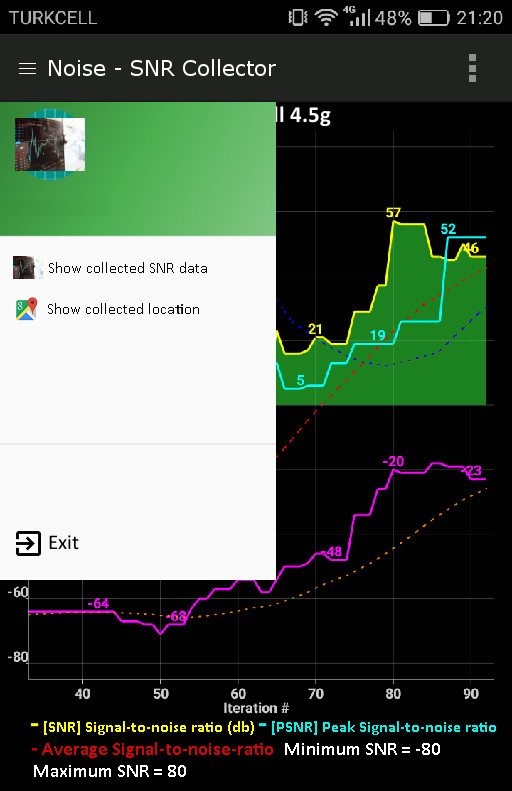 TURKCELL 4G 48% 21:20
Noise - SNR Collector
ll 4.5g
57
52
46
Show collected SNR data
Show collected location
21
19
5
-20
-23
-48
Exit
-60
-64
-68
-80
40 50 60 70 80 90
Iteration #
- [SNR] Signal-to-noise ratio (db) - [PSNR] Peak Signal-to-noise ratio
- Average Signal-to-noise-ratio Minimum SNR = -80
Maximum SNR = 80